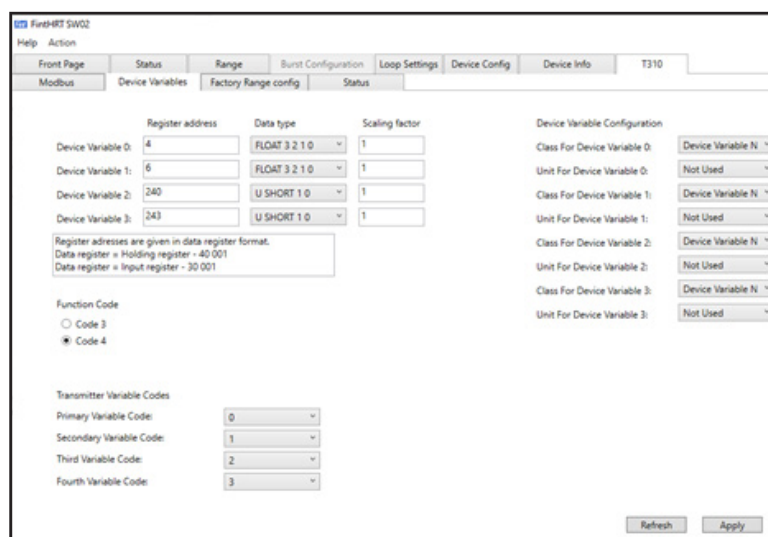 FintHRT SW02
Help Action
Front Page Status Range Burst Configuration Loop Settings Device Config Device Info T310
Modbus Device Variables Factory Range config Status
Register address Data type Scaling factor
Device Variable 0: 4 FLOAT 3 2 1 0 1
Device Variable 1: 6 FLOAT 3 2 1 0 1
Device Variable 2: 240 U SHORT 1 0 1
Device Variable 3: 243 U SHORT 1 0 1
Register adresses are given in data register format.
Data register = Holding register - 40 001
Data register = Input register - 30 001
Function Code
Code 3
Code 4
Transmitter Variable Codes
Primary Variable Code: 0
Secondary Variable Code: 1
Third Variable Code: 2
Fourth Variable Code: 3
Device Variable Configuration
Class For Device Variable 0: Device Variable N
Unit For Device Variable 0: Not Used
Class For Device Variable 1: Device Variable N
Unit For Device Variable 1: Not Used
Class For Device Variable 2: Device Variable N
Unit For Device Variable 2: Not Used
Class For Device Variable 3: Device Variable N
Unit For Device Variable 3: Not Used
Refresh Apply